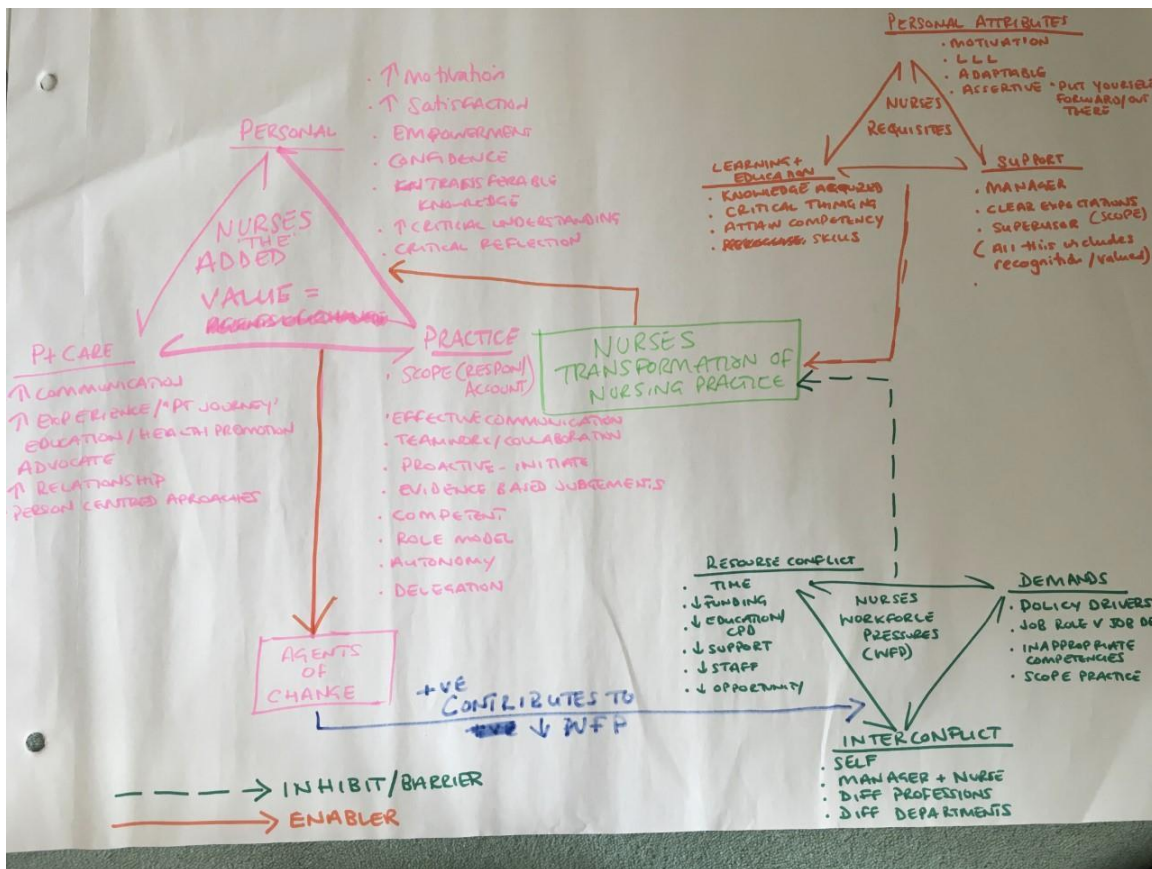 PERSONAL ATTRIBUTES
. MOTIVATION
. LLL
. ADAPTABLE
. ASSERTIVE "PUT YOURSELF
FORWARD/OUT
THERE
NURSES
REQUISITES
LEARNING +
EDUCATION
. KNOWLEDGE ACQUIRED
. CRITICAL THINGING
. ATTAIN COMPETENCY
. SKILLS
SUPPORT
. MANAGER
. CLEAR EXPECTATIONS
. SUPERVISOR (SCOPE)
( All this includes
recognition / valued)
.
. ↑ Motivation
. ↑ SATISFACTION
. EMPOWERMENT
. CONFIDENCE
. TRANSFERABLE
KNOWLEDGE
. ↑ CRITICAL UNDERSTANDING
. CRITICAL REFLECTION
PERSONAL
NURSES
'THE'
ADDED
VALUE =
AGENTS OF CHANGE
Pt CARE
↑ COMMUNICATION
↑ EXPERIENCE/"PT JOURNEY'
EDUCATION/HEALTH PROMOTION
ADVOCATE
↑ RELATIONSHIP
PERSON CENTRED APROACHES
PRACTICE
. SCOPE (RESPON/
ACCOUNT)
. EFFECTIVE COMMUNICATION
. TEAMWORK/COLLABORATION
. PROACTIVE - INITIATE
. EVIDENCE BASED JUDGEMENTS
. COMPETENT
. ROLE MODEL
. AUTONOMY
. DELEGATION
NURSES
TRANSFORMATION OF
NURSING PRACTICE
AGENTS
OF
CHANGE
+VE
CONTRIBUTES TO
↓ WFP
RESOURSE CONFLICT
. TIME
. ↓ FUNDING
. ↓ EDUCATION/
CPD
. ↓ SUPPORT
. ↓ STAFF
. ↓ OPPORTUNITY
NURSES
WORKFORCE
PRESSURES
(WFP)
DEMANDS
. POLICY DRIVERS
. JOB ROLE V JOB DE
. INAPPROPRIATE
COMPETENCIES
. SCOPE PRACTICE
INTERCONFLICT
. SELF
. MANAGER + NURSE
. DIFF PROFESSIONS
. DIFF DEPARTMENTS
INHIBIT/BARRIER
ENABLER